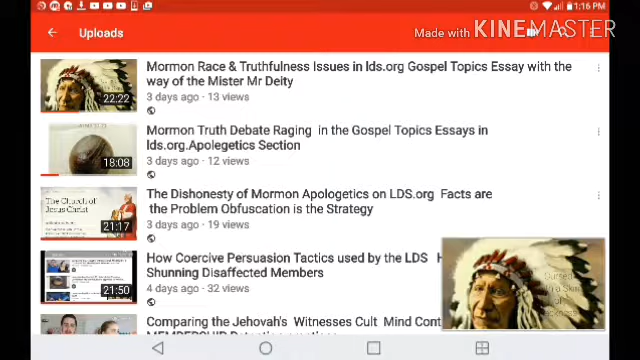 1:16 PM
Uploads
Made with
KINEMASTER
Mormon Race & Truthfulness Issues in lds.org Gospel Topics Essay with the
way of the Mister Mr Deity
22:22
3 days ago · 13 views
Mormon Truth Debate Raging in the Gospel Topics Essays in
lds.org.Apolegetics Section
18:08
3 days ago · 12 views
The Dishonesty of Mormon Apologetics on LDS.org Facts are
the Problem Obfuscation is the Strategy
The Church of
Jesus Christ
21:17
3 days ago · 19 views
How Coercive Persuasion Tactics used by the LDS H
Shunning Disaffected Members
21:50
4 days ago · 32 views
Comparing the Jehovah's Witnesses Cult Mind Cont